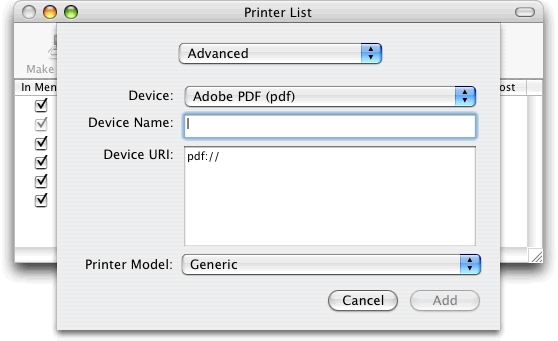 Printer List
Advanced
Make
In Men
ost
Device: Adobe PDF (pdf)
Device Name:
Device URI: pdf://
Printer Model: Generic
Cancel Add